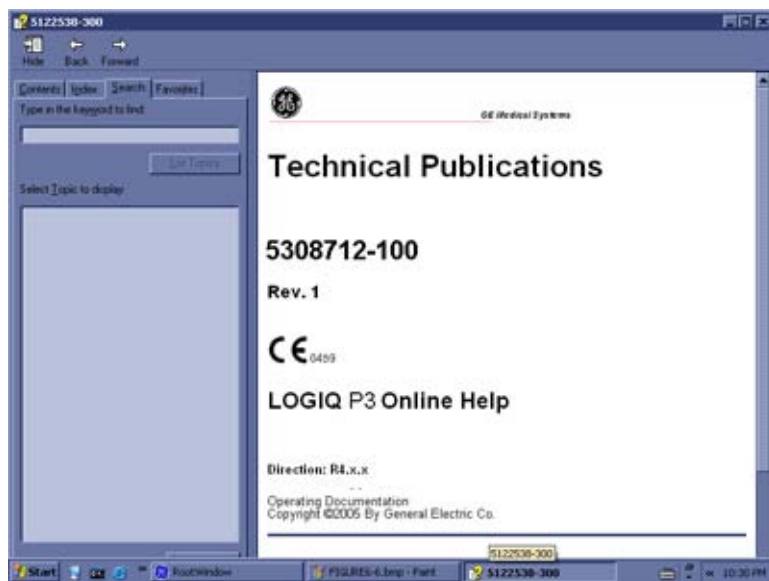 5122538-300
Hide Back Forward
Contents Index Search Favorites
Type in the keyword to find:
List Topics
Select Topic to display:
GE Medical Systems
Technical Publications
5308712-100
Rev. 1
CE 0459
LOGIQ P3 Online Help
Direction: R4.x.x
Operating Documentation
Copyright ©2005 By General Electric Co.
5122538-300
Start RootWindow FIGURE6-6.bmp - Paint 5122538-300 10:30 PM